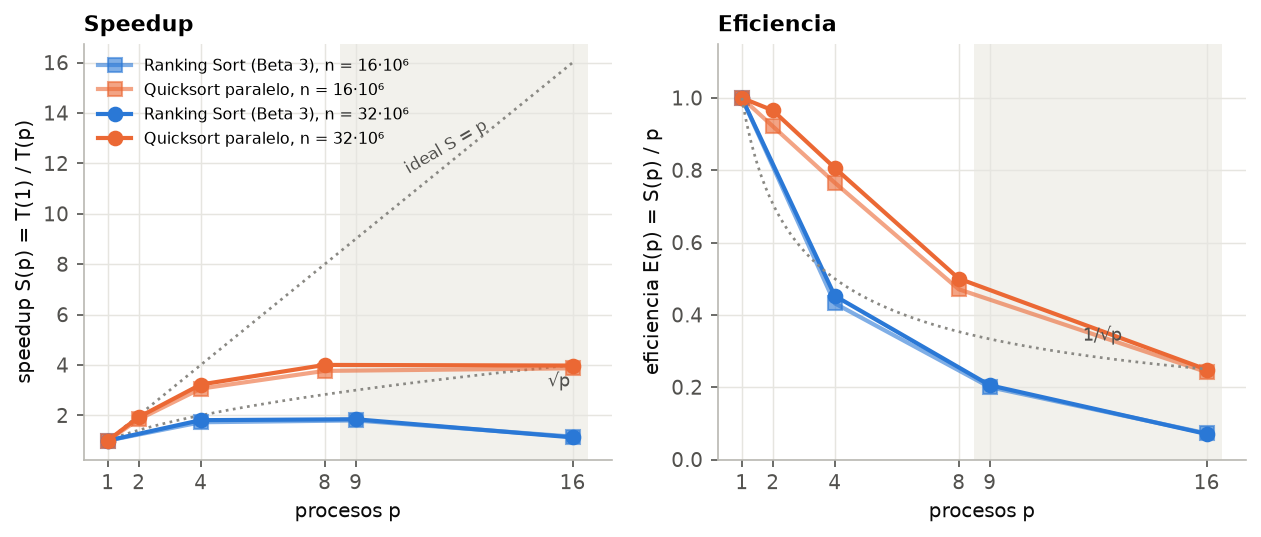 Speedup
speedup S(p) = T(1) / T(p)
16
14
12
10
8
6
4
2
Ranking Sort (Beta 3), n = 16·10⁶
Quicksort paralelo, n = 16·10⁶
Ranking Sort (Beta 3), n = 32·10⁶
Quicksort paralelo, n = 32·10⁶
ideal S = p
√p
1 2 4 8 9 16
procesos p
Eficiencia
eficiencia E(p) = S(p) / p
1.0
0.8
0.6
0.4
0.2
0.0
1/√p
1 2 4 8 9 16
procesos p